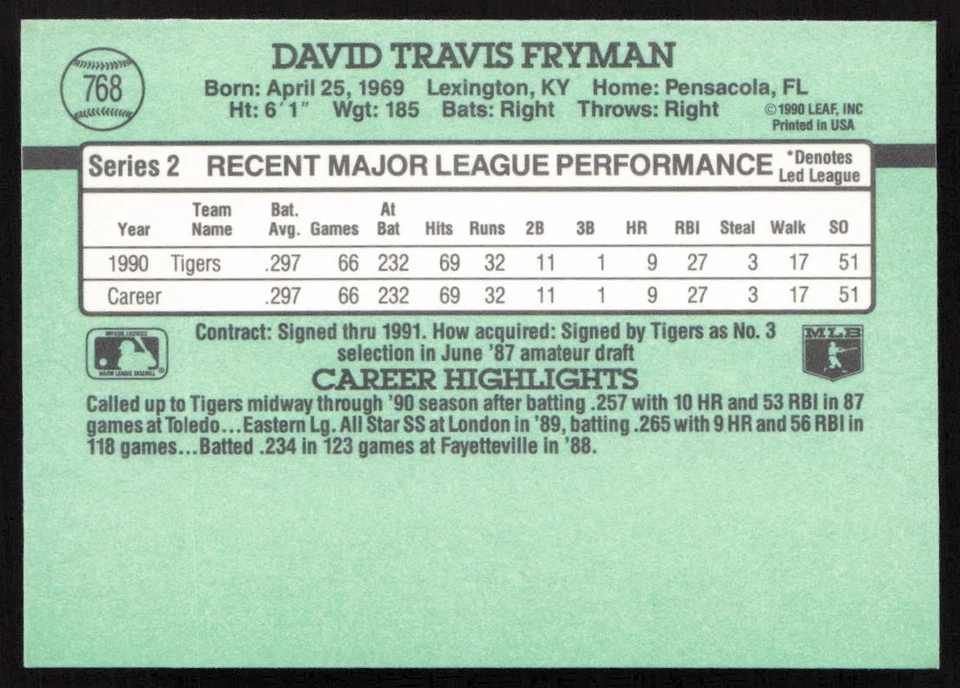 768
DAVID TRAVIS FRYMAN
Born: April 25, 1969 Lexington, KY Home: Pensacola, FL
Ht: 6'1" Wgt: 185 Bats: Right Throws: Right
©1990 LEAF, INC
Printed in USA
Series 2 RECENT MAJOR LEAGUE PERFORMANCE *Denotes Led League
Year Team Name Bat. Avg. Games At Bat Hits Runs 2B 3B HR RBI Steal Walk SO
1990 Tigers .297 66 232 69 32 11 1 9 27 3 17 51
Career .297 66 232 69 32 11 1 9 27 3 17 51
OFFICIAL LICENSEE
MAJOR LEAGUE BASEBALL
Contract: Signed thru 1991. How acquired: Signed by Tigers as No. 3
selection in June '87 amateur draft
MLB
CAREER HIGHLIGHTS
Called up to Tigers midway through '90 season after batting .257 with 10 HR and 53 RBI in 87
games at Toledo...Eastern Lg. All Star SS at London in '89, batting .265 with 9 HR and 56 RBI in
118 games...Batted .234 in 123 games at Fayetteville in '88.